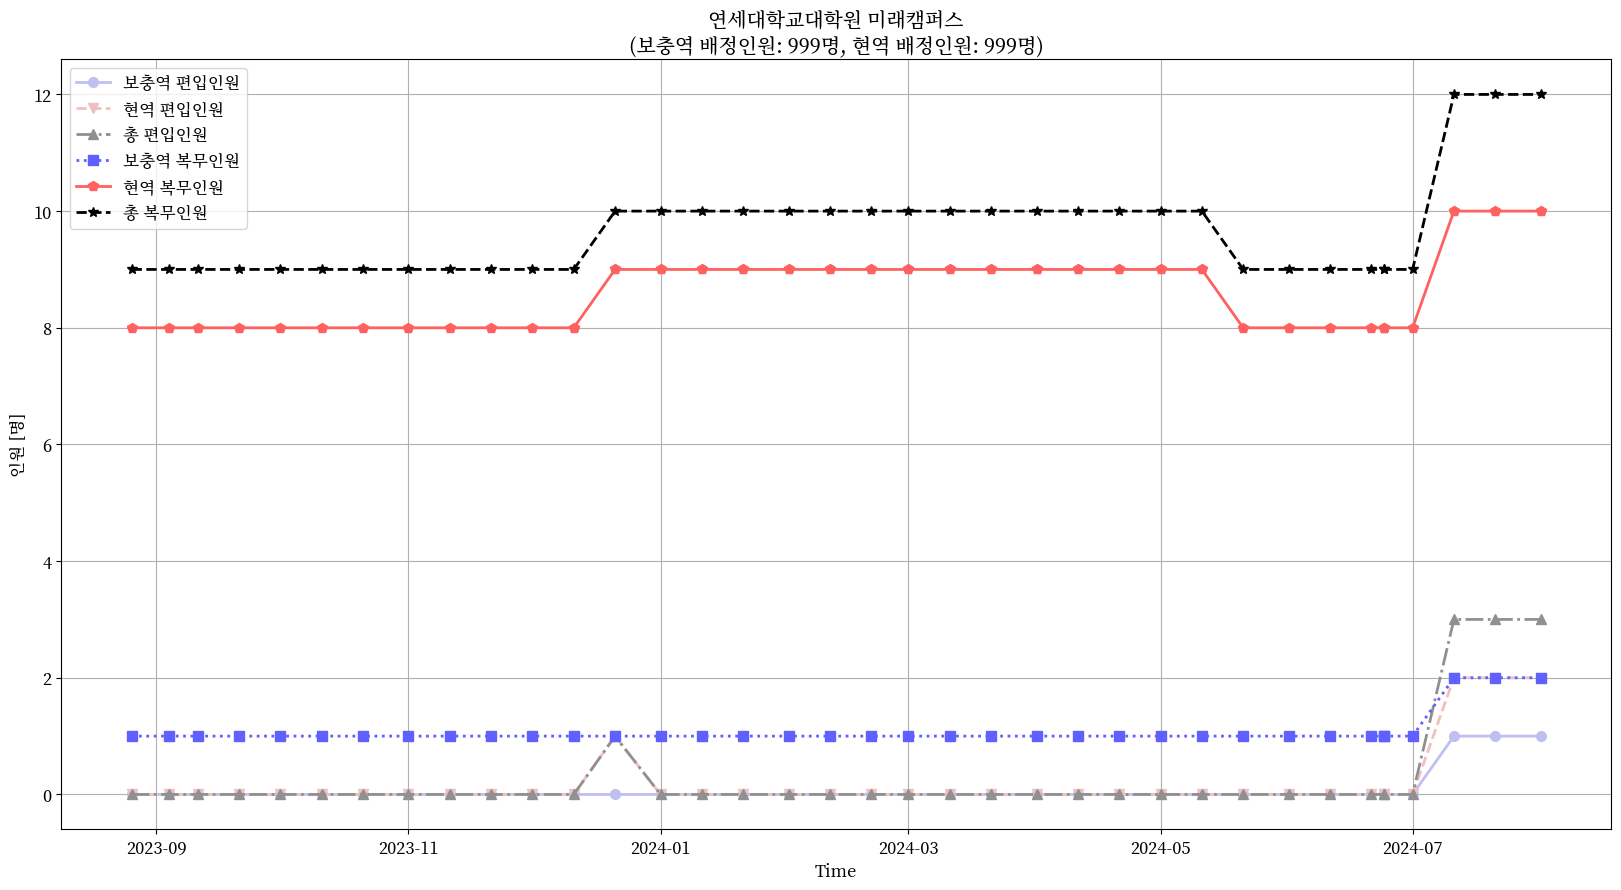 연세대학교대학원 미래캠퍼스
(보충역 배정인원: 999명, 현역 배정인원: 999명)
보충역 편입인원
현역 편입인원
총 편입인원
보충역 복무인원
현역 복무인원
총 복무인원
12
10
8
6
4
2
0
인원 [명]
2023-09
2023-11
2024-01
2024-03
2024-05
2024-07
Time